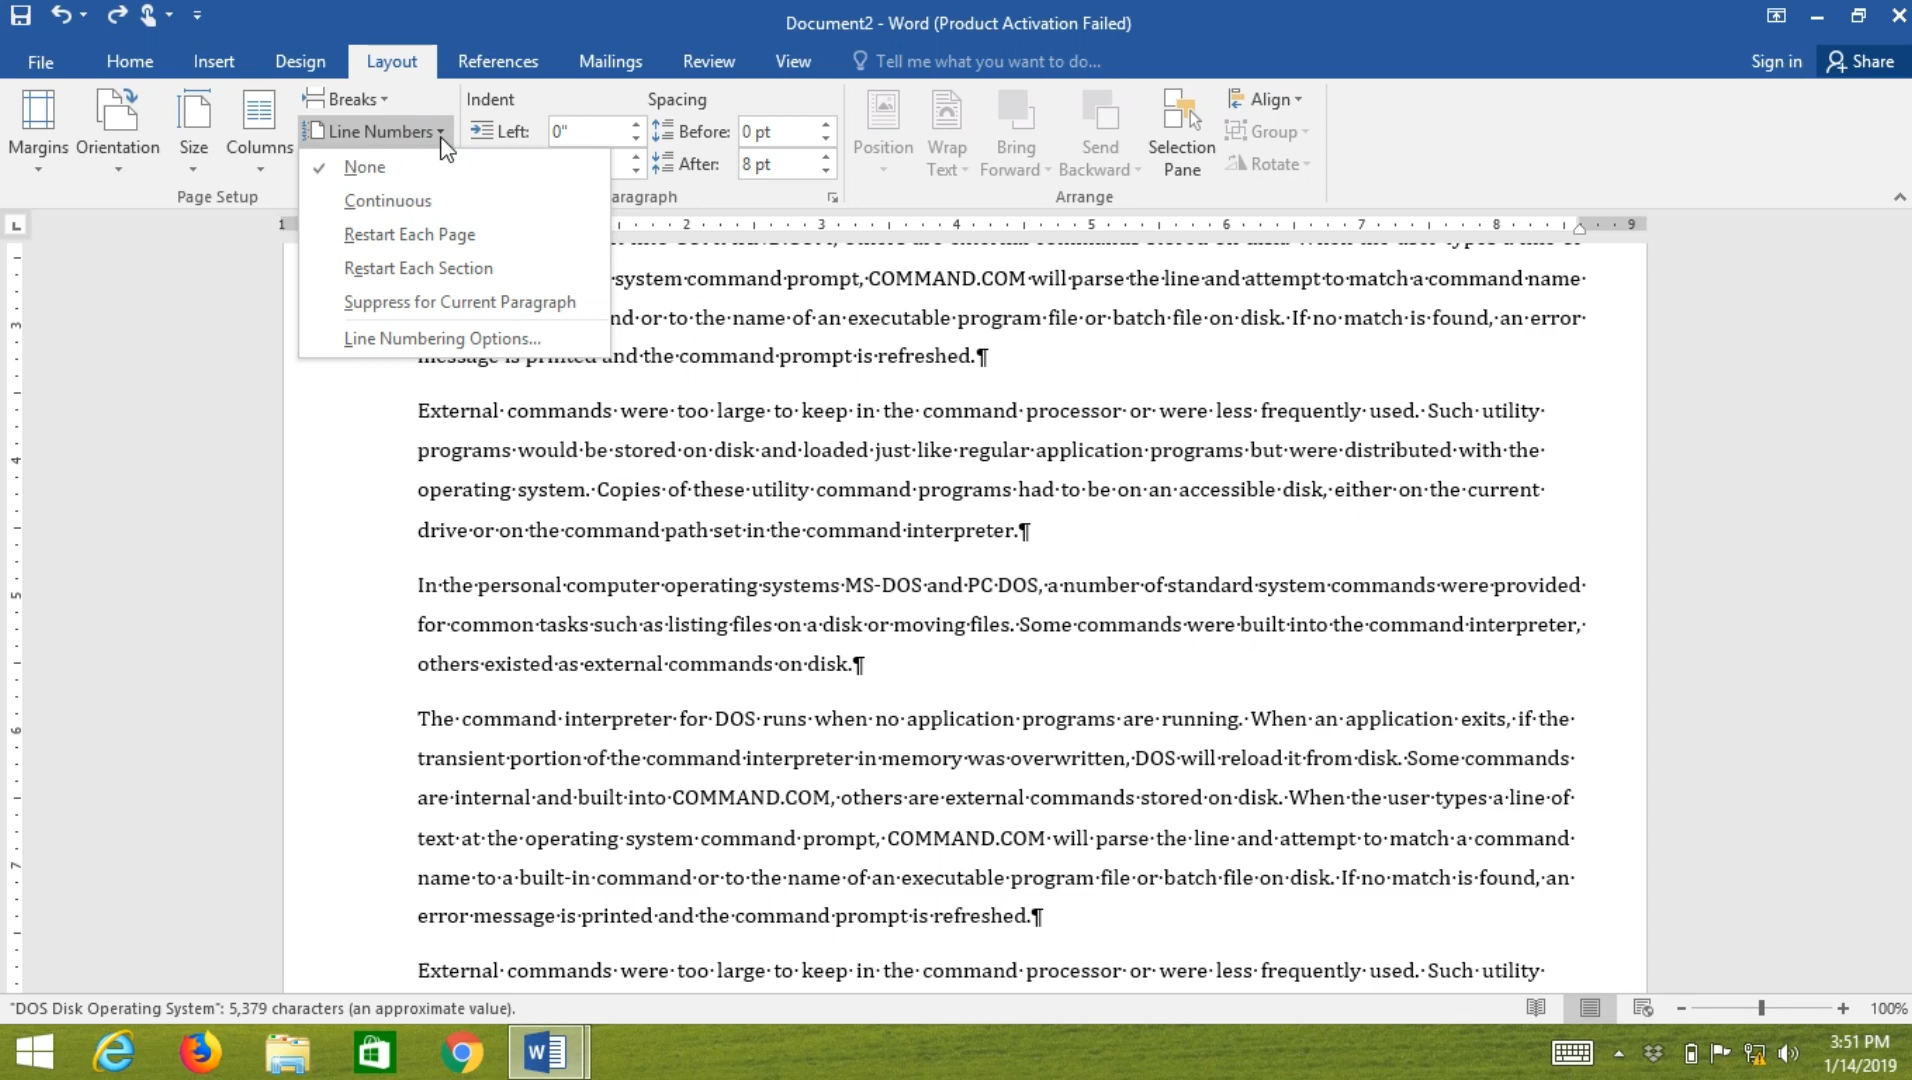 Document2 - Word (Product Activation Failed)
File Home Insert Design Layout References Mailings Review View Tell me what you want to do... Sign in Share
Margins Orientation Size Columns
Breaks
Line Numbers
Page Setup
Indent
Left: 0"
Spacing
Before: 0 pt
After: 8 pt
aragraph
Position Wrap Text Bring Forward Send Backward Selection Pane
Align
Group
Rotate
Arrange
None
Continuous
Restart Each Page
Restart Each Section
Suppress for Current Paragraph
Line Numbering Options...
L 1 2 3 4 5 6 7 8 9
3
4
5
6
7
system·command·prompt,·COMMAND.COM·will·parse·the·line·and·attempt·to·match·a·command·name·
nd·or·to·the·name·of·an·executable·program·file·or·batch·file·on·disk.·If·no·match·is·found,·an·error·
message·is·printed·and·the·command·prompt·is·refreshed.¶
External·commands·were·too·large·to·keep·in·the·command·processor·or·were·less·frequently·used.·Such·utility·
programs·would·be·stored·on·disk·and·loaded·just·like·regular·application·programs·but·were·distributed·with·the·
operating·system.·Copies·of·these·utility·command·programs·had·to·be·on·an·accessible·disk,·either·on·the·current·
drive·or·on·the·command·path·set·in·the·command·interpreter.¶
In·the·personal·computer·operating·systems·MS-DOS·and·PC·DOS,·a·number·of·standard·system·commands·were·provided·
for·common·tasks·such·as·listing·files·on·a·disk·or·moving·files.·Some·commands·were·built·into·the·command·interpreter,·
others·existed·as·external·commands·on·disk.¶
The·command·interpreter·for·DOS·runs·when·no·application·programs·are·running.·When·an·application·exits,·if·the·
transient·portion·of·the·command·interpreter·in·memory·was·overwritten,·DOS·will·reload·it·from·disk.·Some·commands·
are·internal·and·built·into·COMMAND.COM,·others·are·external·commands·stored·on·disk.·When·the·user·types·a·line·of·
text·at·the·operating·system·command·prompt,·COMMAND.COM·will·parse·the·line·and·attempt·to·match·a·command·
name·to·a·built-in·command·or·to·the·name·of·an·executable·program·file·or·batch·file·on·disk.·If·no·match·is·found,·an·
error·message·is·printed·and·the·command·prompt·is·refreshed.¶
External·commands·were·too·large·to·keep·in·the·command·processor·or·were·less·frequently·used.·Such·utility·
"DOS Disk Operating System": 5,379 characters (an approximate value).
100%
3:51 PM
1/14/2019